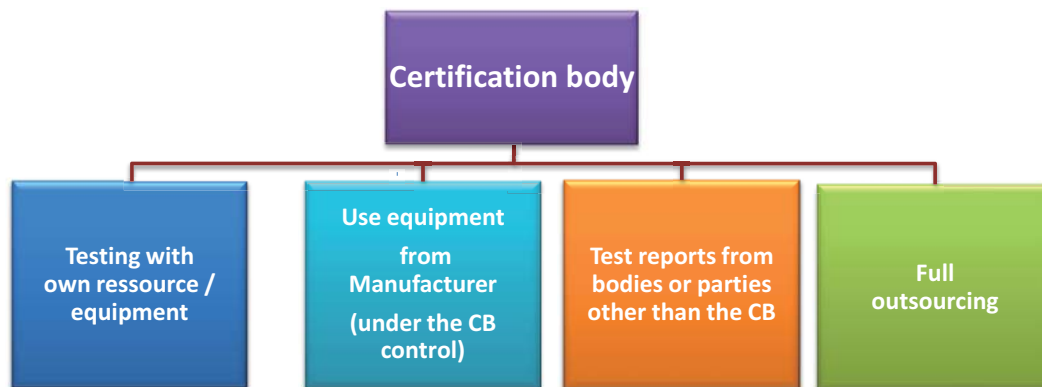 Certification
body
Testing with
own ressource /
equipment
Use equipment
from
Manufacturer
(under the CB
control)
Test reports from
bodies or parties
other than the CB
Full
outsourcing